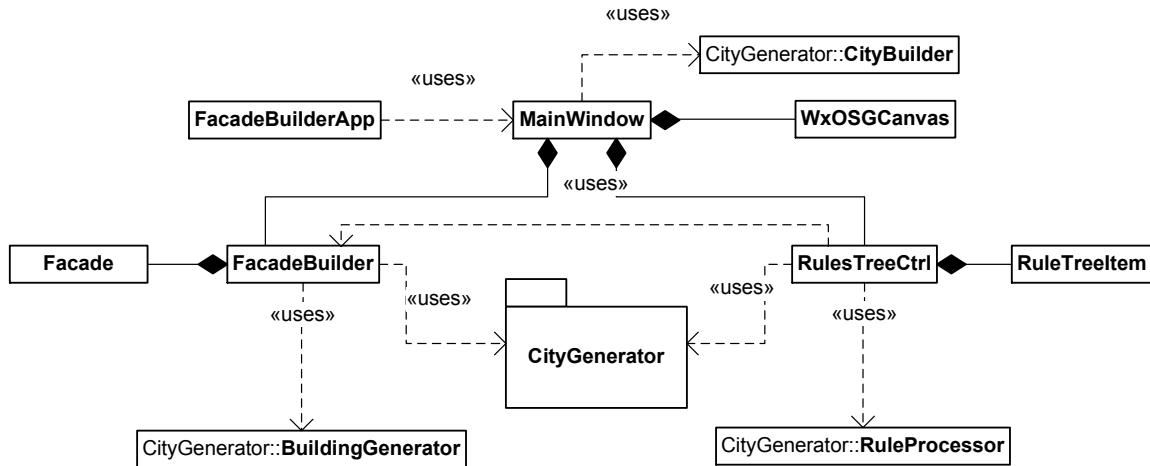 «uses»
CityGenerator::CityBuilder
«uses»
FacadeBuilderApp
MainWindow
WxOSGCanvas
«uses»
Facade
FacadeBuilder
RulesTreeCtrl
RuleTreeItem
«uses»
«uses»
«uses»
«uses»
CityGenerator
CityGenerator::BuildingGenerator
CityGenerator::RuleProcessor